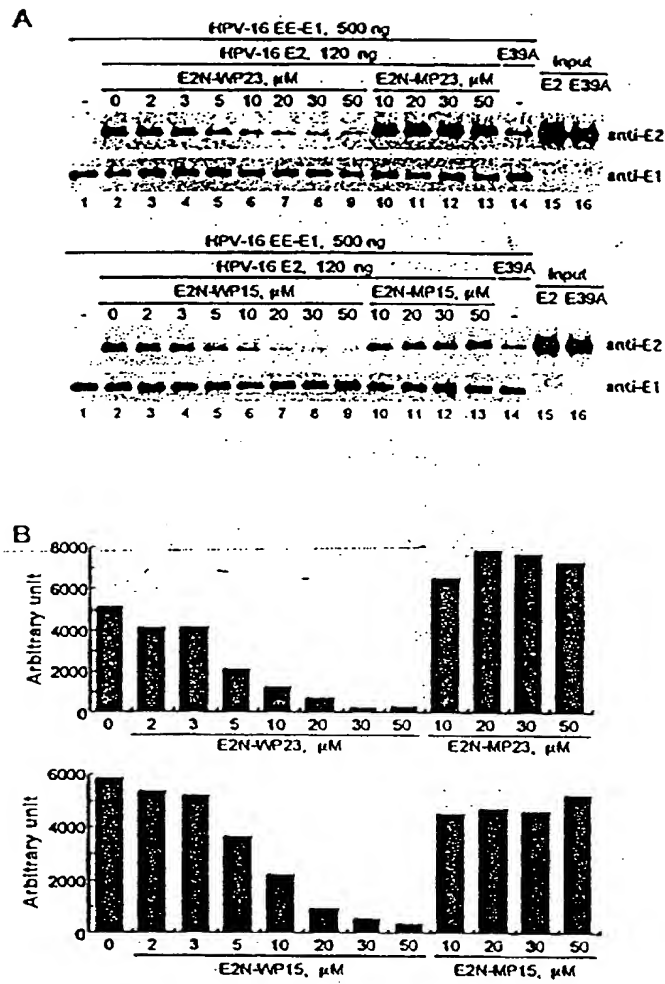 A
HPV-16 EE-E1, 500 ng
HPV-16 E2, 120 ng E39A Input
E2N-WP23, µM E2N-MP23, µM E2 E39A
- 0 2 3 5 10 20 30 50 10 20 30 50 -
anti-E2
anti-E1
1 2 3 4 5 6 7 8 9 10 11 12 13 14 15 16
HPV-16 EE-E1, 500 ng
HPV-16 E2, 120 ng E39A Input
E2N-WP15, µM E2N-MP15, µM E2 E39A
- 0 2 3 5 10 20 30 50 10 20 30 50 -
anti-E2
anti-E1
1 2 3 4 5 6 7 8 9 10 11 12 13 14 15 16
B
8000
6000
4000
2000
0
Arbitrary unit
0 2 3 5 10 20 30 50 10 20 30 50
E2N-WP23, µM E2N-MP23, µM
6000
4000
2000
0
Arbitrary unit
0 2 3 5 10 20 30 50 10 20 30 50
E2N-WP15, µM E2N-MP15, µM